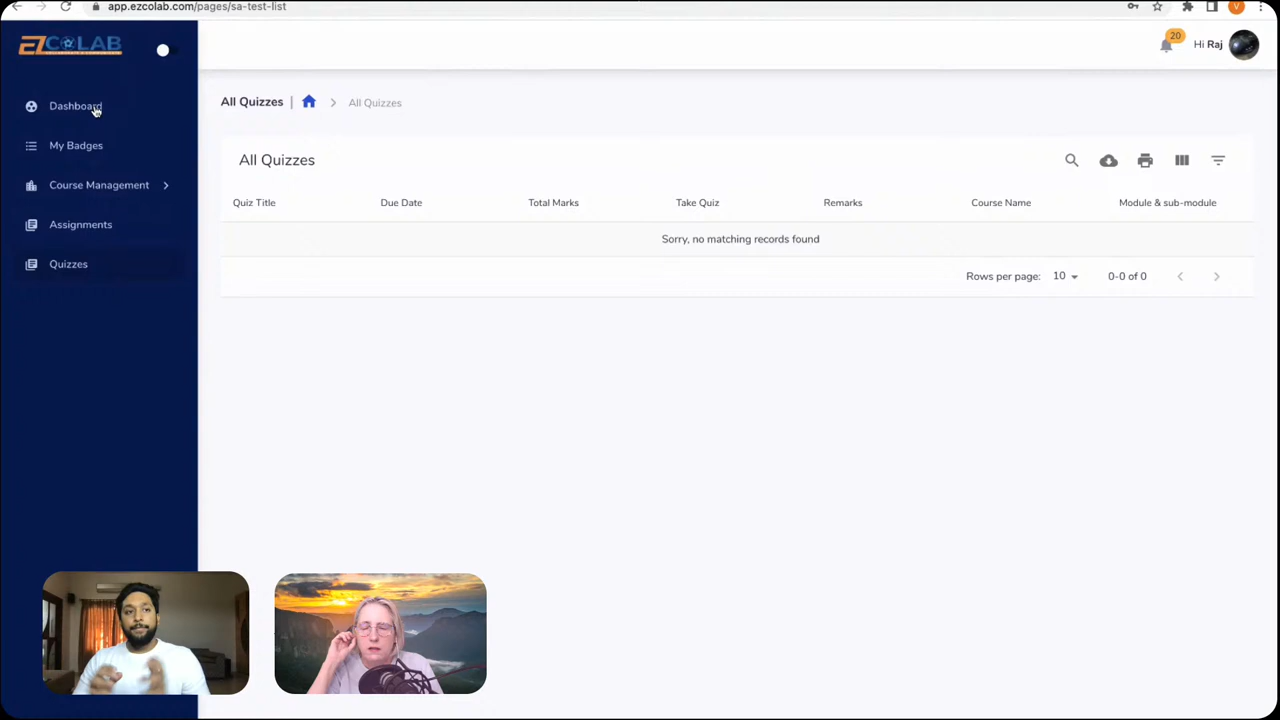 app.ezcolab.com/pages/sa-test-list
EZCOLAB
20
Hi Raj
Dashboard
My Badges
Course Management
Assignments
Quizzes
All Quizzes | > All Quizzes
All Quizzes
Quiz Title Due Date Total Marks Take Quiz Remarks Course Name Module & sub-module
Sorry, no matching records found
Rows per page: 10 0-0 of 0
V